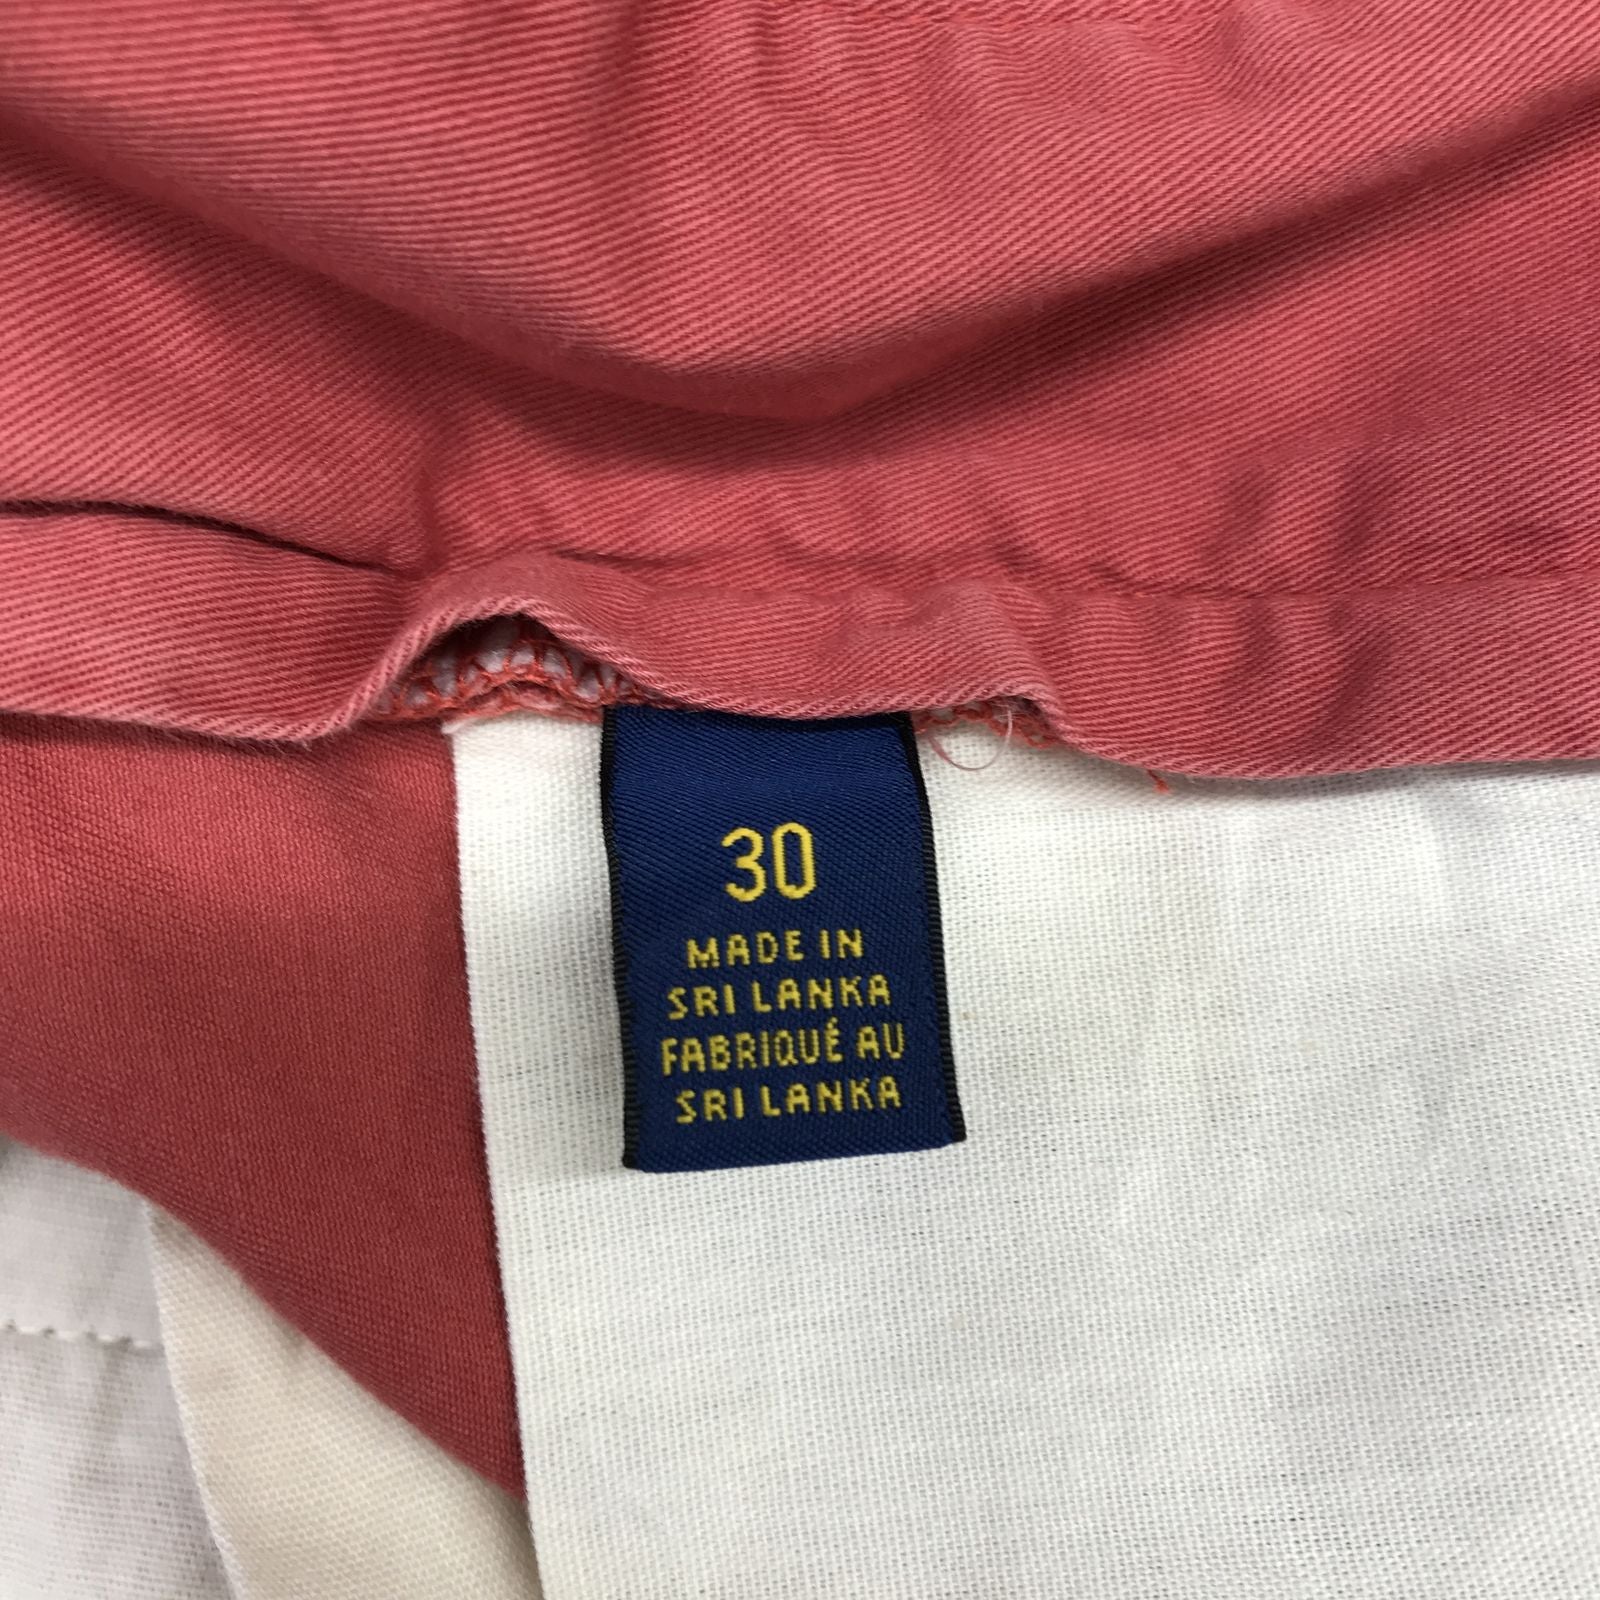 30
MADE IN
SRI LANKA
FABRIQUÉ AU
SRI LANKA